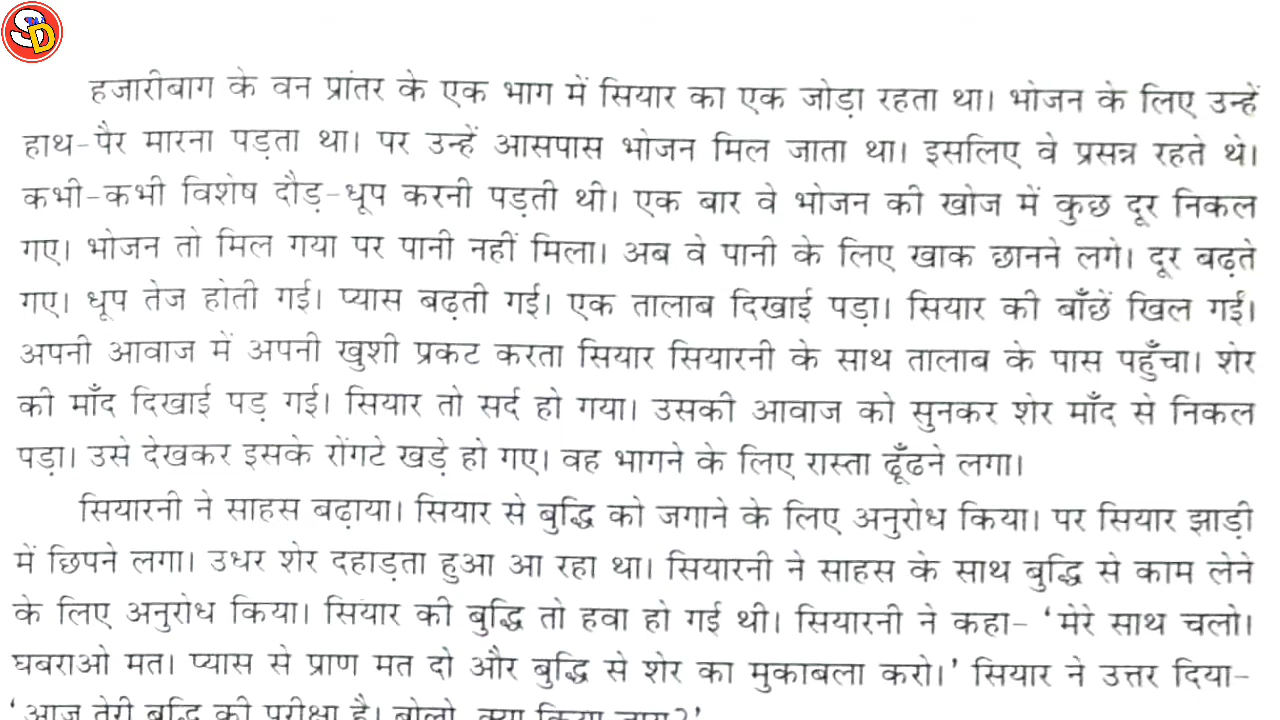 SD
हजारीबाग के वन प्रांतर के एक भाग में सियार का एक जोड़ा रहता था। भोजन के लिए उन्हें
हाथ-पैर मारना पड़ता था। पर उन्हें आसपास भोजन मिल जाता था। इसलिए वे प्रसन्न रहते थे।
कभी-कभी विशेष दौड़-धूप करनी पड़ती थी। एक बार वे भोजन की खोज में कुछ दूर निकल
गए। भोजन तो मिल गया पर पानी नहीं मिला। अब वे पानी के लिए खाक छानने लगे। दूर बढ़ते
गए। धूप तेज होती गई। प्यास बढ़ती गई। एक तालाब दिखाई पड़ा। सियार की बाँछें खिल गईं।
अपनी आवाज में अपनी खुशी प्रकट करता सियार सियारनी के साथ तालाब के पास पहुँचा। शेर
की माँद दिखाई पड़ गई। सियार तो सर्द हो गया। उसकी आवाज को सुनकर शेर माँद से निकल
पड़ा। उसे देखकर इसके रोंगटे खड़े हो गए। वह भागने के लिए रास्ता ढूँढने लगा।
सियारनी ने साहस बढ़ाया। सियार से बुद्धि को जगाने के लिए अनुरोध किया। पर सियार झाड़ी
में छिपने लगा। उधर शेर दहाड़ता हुआ आ रहा था। सियारनी ने साहस के साथ बुद्धि से काम लेने
के लिए अनुरोध किया। सियार की बुद्धि तो हवा हो गई थी। सियारनी ने कहा- ‘मेरे साथ चलो।
घबराओ मत। प्यास से प्राण मत दो और बुद्धि से शेर का मुकाबला करो।’ सियार ने उत्तर दिया-
‘आज तेरी बुद्धि की परीक्षा है। बोलो, क्या किया जाए?’